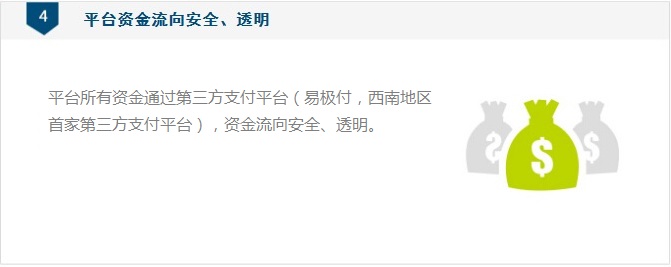 4
平台资金流向安全、透明
平台所有资金通过第三方支付平台（易极付，西南地区
首家第三方支付平台），资金流向安全、透明。
$ $ $